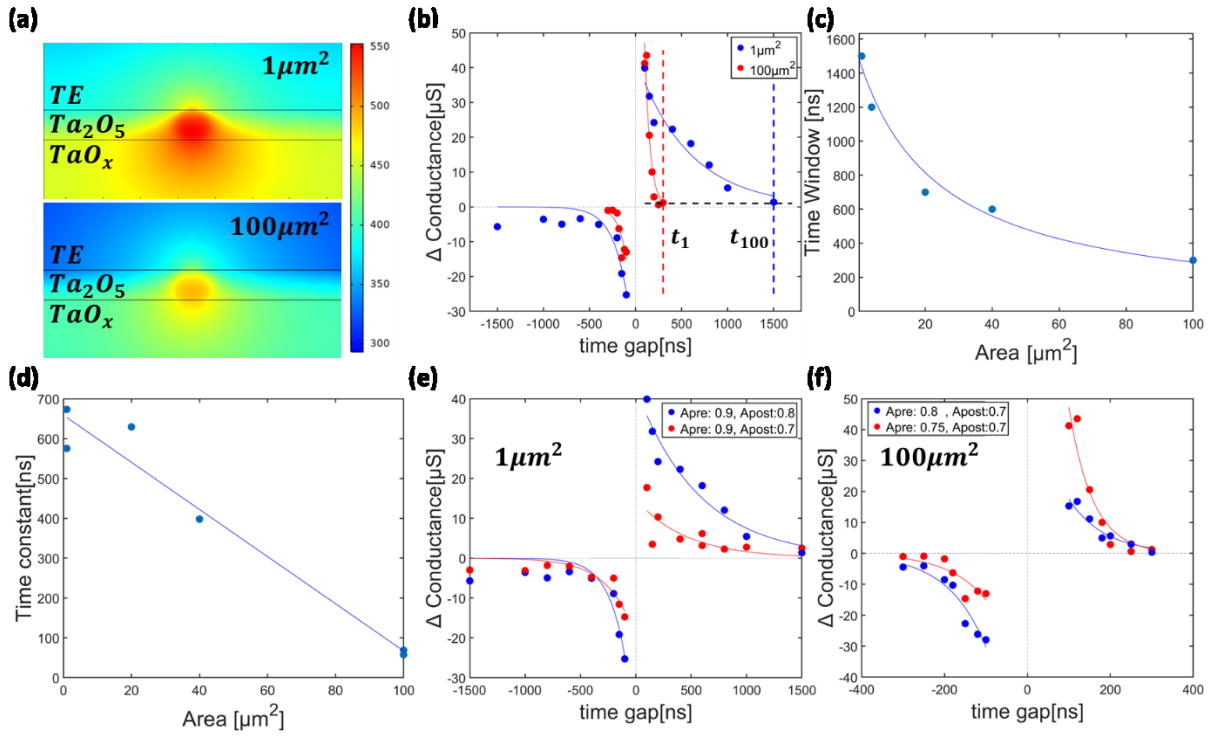 (a)
1μm²
TE
Ta₂O₅
TaOₓ
100μm²
TE
Ta₂O₅
TaOₓ
550
500
450
400
350
300
(b)
Δ Conductance[μS]
50
40
30
20
10
0
-10
-20
-30
1μm²
100μm²
t₁
t₁₀₀
-1500 -1000 -500 0 500 1000 1500
time gap[ns]
(c)
Time Window [ns]
1600
1400
1200
1000
800
600
400
200
0
20 40 60 80 100
Area [μm²]
(d)
Time constant[ns]
700
600
500
400
300
200
100
0
0 20 40 60 80 100
Area [μm²]
(e)
Δ Conductance[μS]
40
30
20
10
0
-10
-20
-30
Apre: 0.9, Apost:0.8
Apre: 0.9, Apost:0.7
1μm²
-1500 -1000 -500 0 500 1000 1500
time gap[ns]
(f)
Δ Conductance[μS]
50
40
30
20
10
0
-10
-20
-30
-40
Apre: 0.8 , Apost:0.7
Apre: 0.75, Apost:0.7
100μm²
-400 -200 0 200 400
time gap[ns]